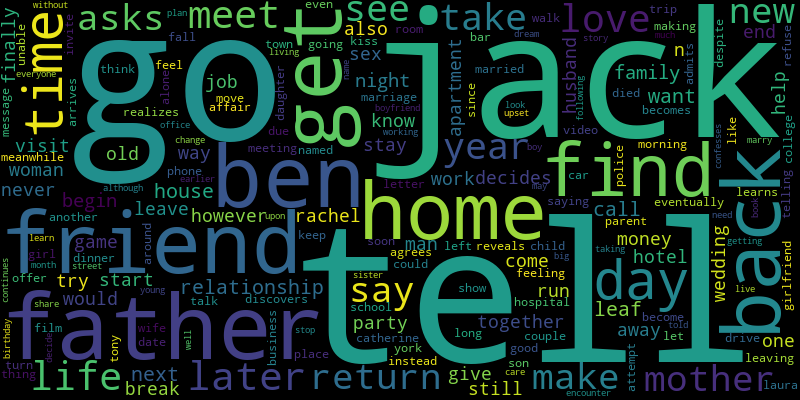 asks
meet
see
take
love
new
time
go
get
jack
finally
unable
message
invite
plan
without
fall
even
town
going
kiss
also
room
bar
walk
trip
making
n
despite
end
refuse
living
everyone
think
feel
arrives
alone
job
move
affair
daughter
sex
night
name
marriage
know
apartment
married
since
dream
story
much
admits
husband
boyfriend
family
want
died
becomes
help
look
upset
following
working
video
visit
realizes
office
due
meeting
named
stay
year
find
police
morning
like
college
meanwhile
woman
old
way
change
phone
although
earlier
ben
letter
boy
may
car
saying
confesses
marry
learns
telling
never
begin
house
leave
however
upon
rachel
home
work
decides
eventually
need
book
back
another
friend
keep
soon
man
left
reveals
child
call
parent
money
wedding
getting
learn
game
girl
dinner
around
agrees
could
come
feeling
big
hotel
taking
month
street
continues
offer
try
start
relationship
sister
say
tell
day
live
girlfriend
share
would
talk
discovers
school
show
hospital
run
leaf
become
told
father
young
stop
party
catherine
long
together
away
let
drive
one
leaving
birthday
film
decide
tony
wife
date
well
business
place
york
instead
good
couple
attempt
turn
thing
life
next
break
later
return
son
care
give
still
make
encounter
mother
laura